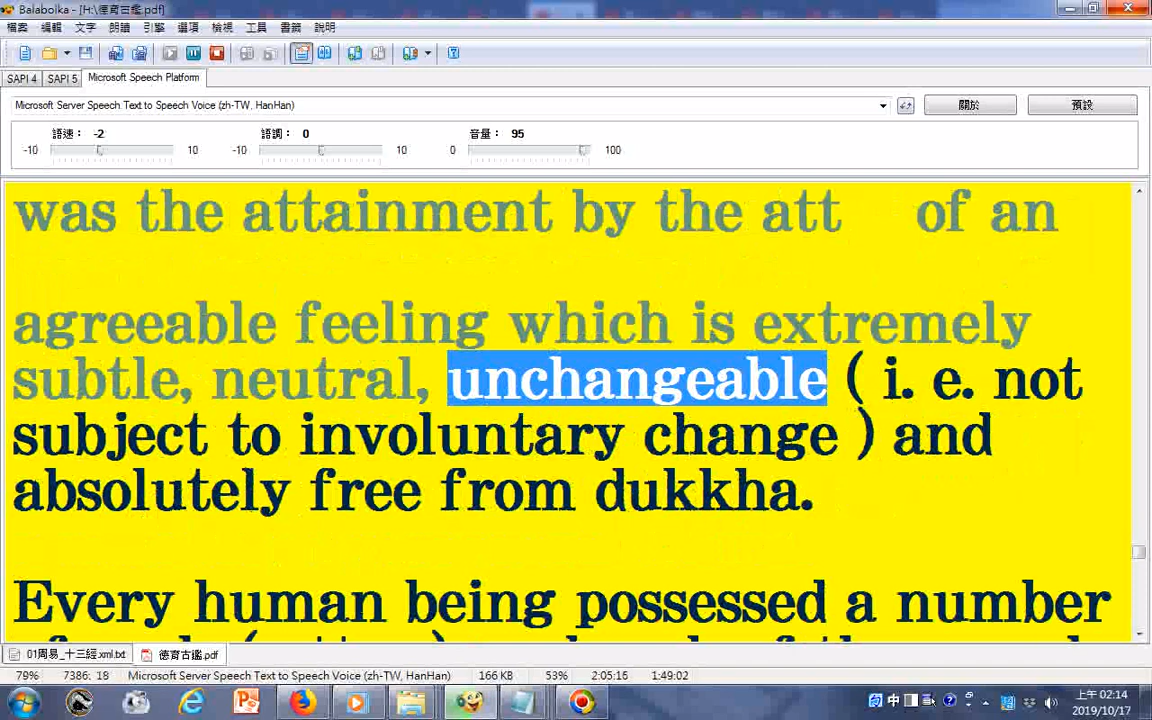 Balabolka - [H:\德育古鑑.pdf]
檔案 編輯 文字 朗讀 引擎 選項 檢視 工具 書籤 說明
SAPI 4 SAPI 5 Microsoft Speech Platform
Microsoft Server Speech Text to Speech Voice (zh-TW, HanHan) 關於 預設
語速： -2 語調： 0 音量： 95
-10 10 -10 10 0 100
was the attainment by the att of an
agreeable feeling which is extremely
subtle, neutral, unchangeable ( i. e. not
subject to involuntary change ) and
absolutely free from dukkha.
Every human being possessed a number
01周易_十三經.xml.txt 德育古鑑.pdf
79% 7386: 18 Microsoft Server Speech Text to Speech Voice (zh-TW, HanHan) 166 KB 53% 2:05:16 1:49:02
中 上午 02:14
2019/10/17